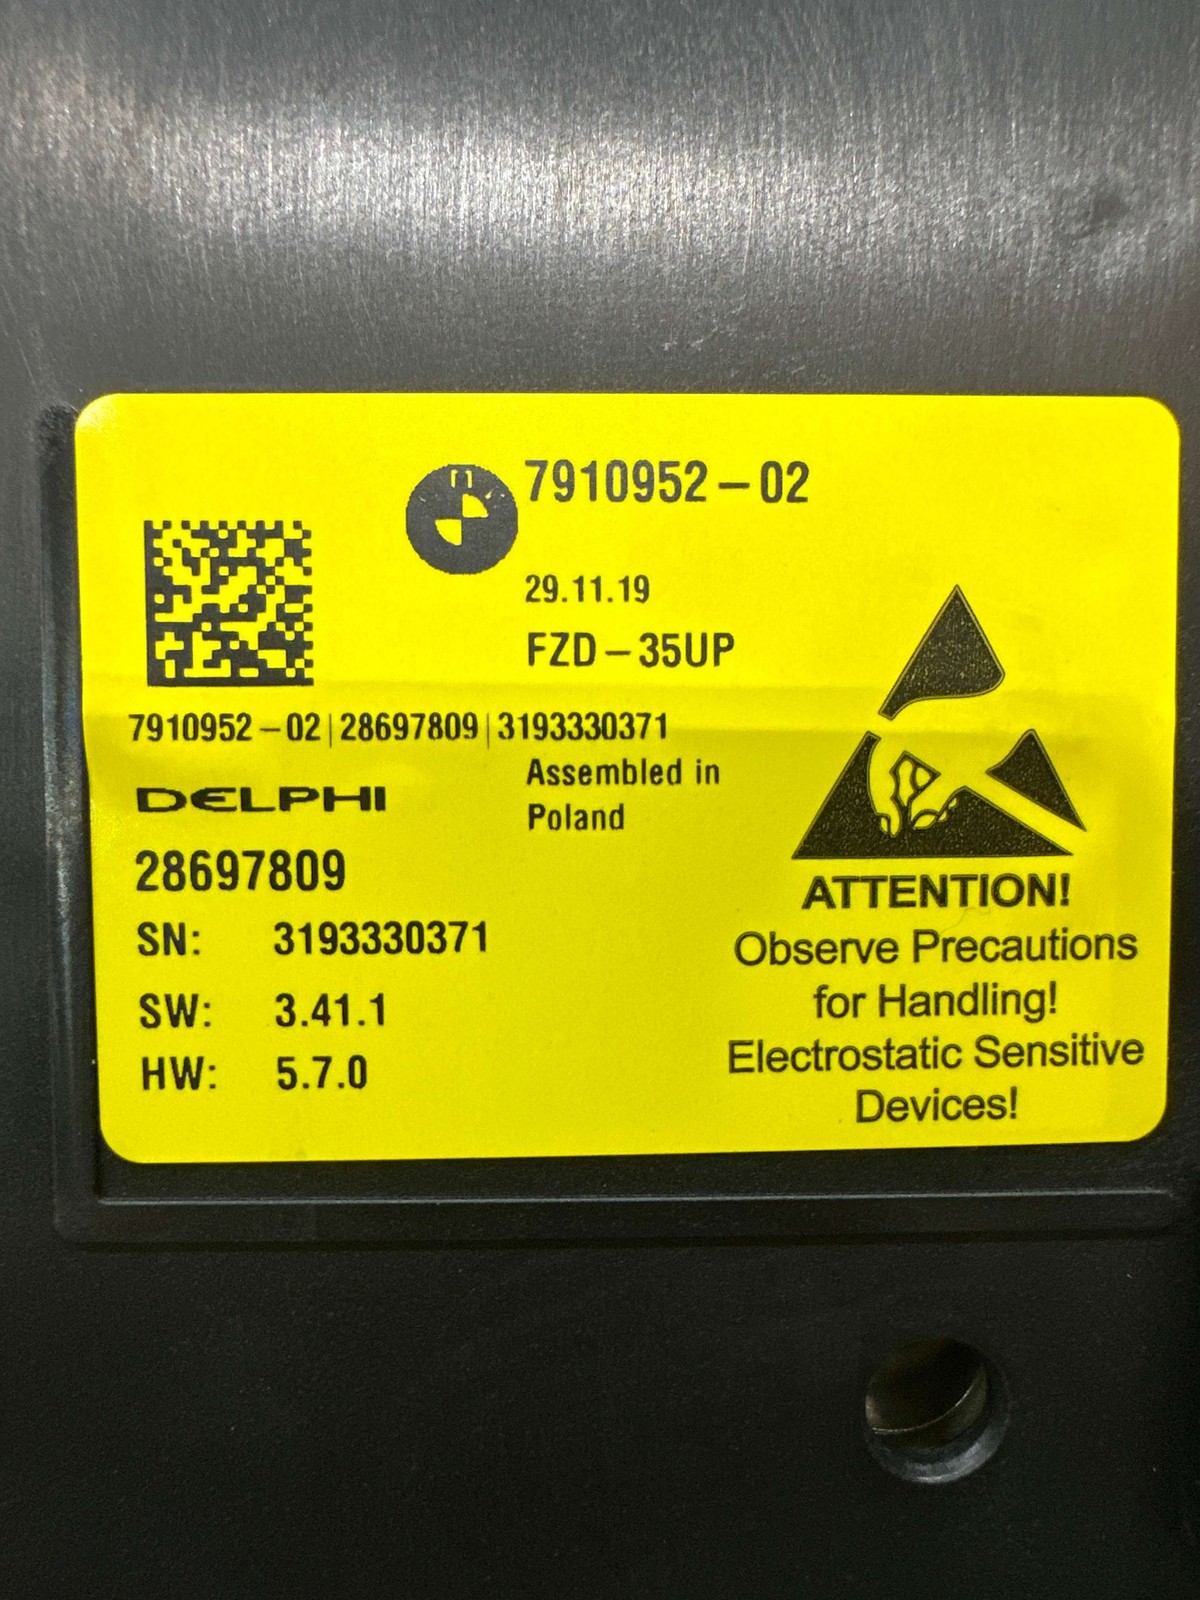 7910952-02
29.11.19
FZD-35UP
7910952-02|28697809|3193330371
DELPHI
Assembled in
Poland
28697809
SN: 3193330371
SW: 3.41.1
HW: 5.7.0
ATTENTION!
Observe Precautions
for Handling!
Electrostatic Sensitive
Devices!